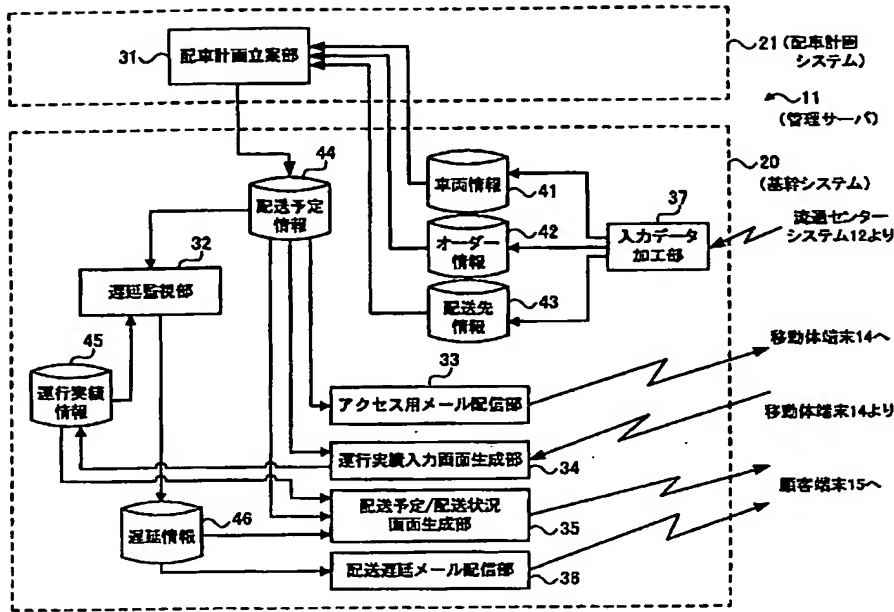 31
配車計画立案部
21 (配車計画
システム)
11
(管理サーバ)
44
配送予定
情報
車両情報
41
20
(基幹システム)
37
入力データ
加工部
流通センター
システム12より
オーダー
情報
42
32
遅延監視部
配送先
情報
43
45
運行実績
情報
33
アクセス用メール配信部
移動体端末14へ
移動体端末14より
運行実績入力画面生成部
34
顧客端末15へ
配送予定/配送状況
画面生成部
35
遅延情報
46
配送遅延メール配信部
36